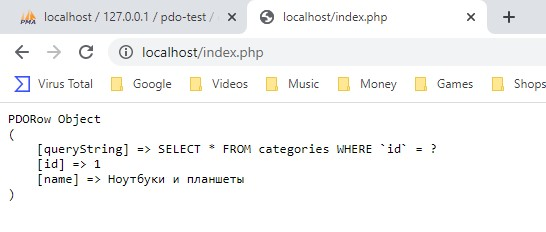 PMA
localhost / 127.0.0.1 / pdo-test /
localhost/index.php
localhost/index.php
Virus Total
Google
Videos
Music
Money
Games
Shops
PDORow Object
(
[queryString] => SELECT * FROM categories WHERE `id` = ?
[id] => 1
[name] => Ноутбуки и планшеты
)